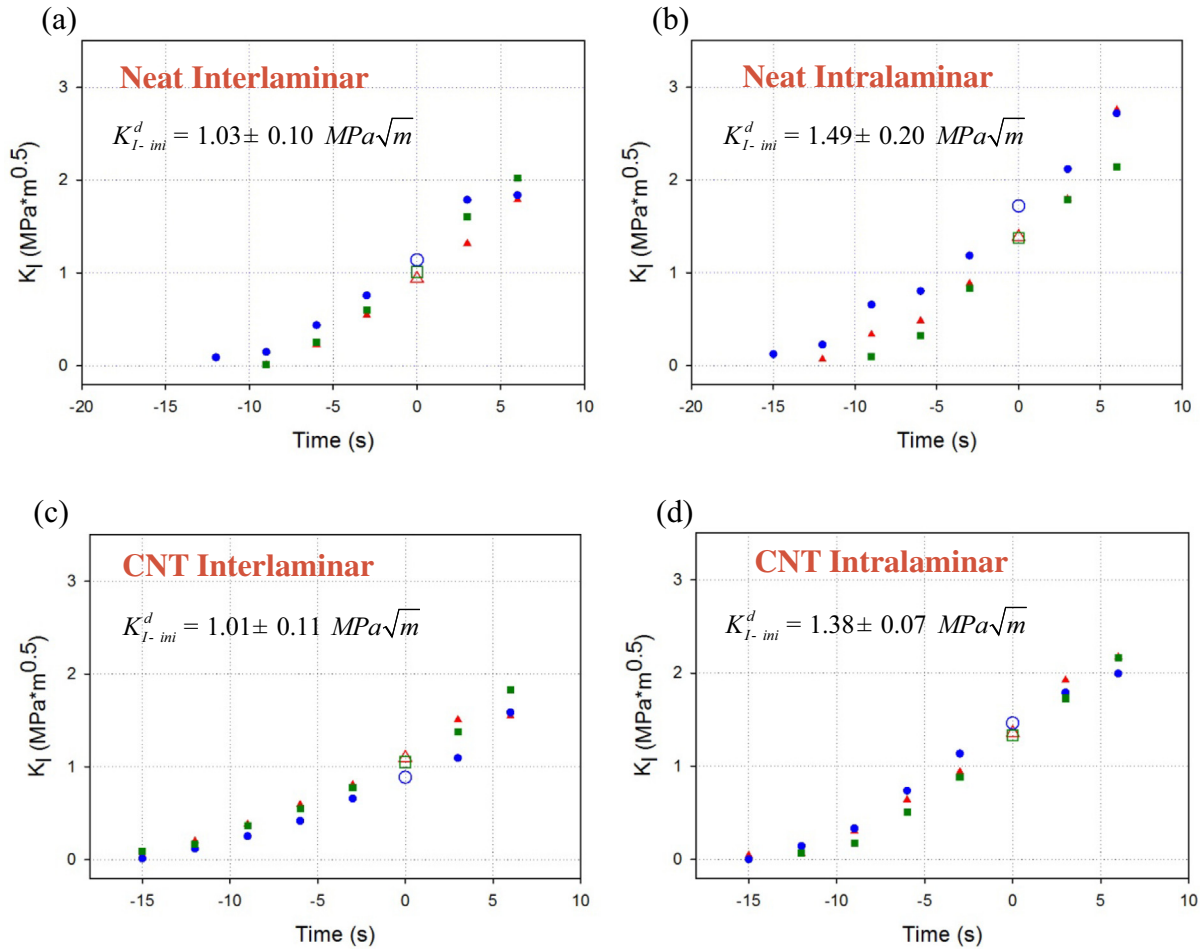 (a)
Neat Interlaminar
K_{I- ini}^{d} = 1.03± 0.10 MPa√m
K_I (MPa*m^{0.5})
3
2
1
0
-20 -15 -10 -5 0 5 10
Time (s)
(b)
Neat Intralaminar
K_{I- ini}^{d} = 1.49± 0.20 MPa√m
K_I (MPa*m^{0.5})
3
2
1
0
-20 -15 -10 -5 0 5 10
Time (s)
(c)
CNT Interlaminar
K_{I- ini}^{d} = 1.01± 0.11 MPa√m
K_I (MPa*m^{0.5})
3
2
1
0
-15 -10 -5 0 5 10
Time (s)
(d)
CNT Intralaminar
K_{I- ini}^{d} = 1.38± 0.07 MPa√m
K_I (MPa*m^{0.5})
3
2
1
0
-15 -10 -5 0 5 10
Time (s)